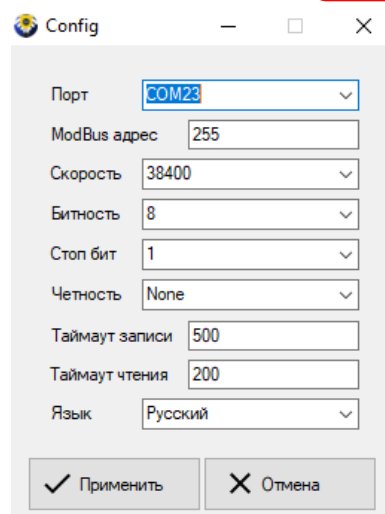 Config
Порт COM23
ModBus адрес 255
Скорость 38400
Битность 8
Стоп бит 1
Четность None
Таймаут записи 500
Таймаут чтения 200
Язык Русский
Применить Отмена